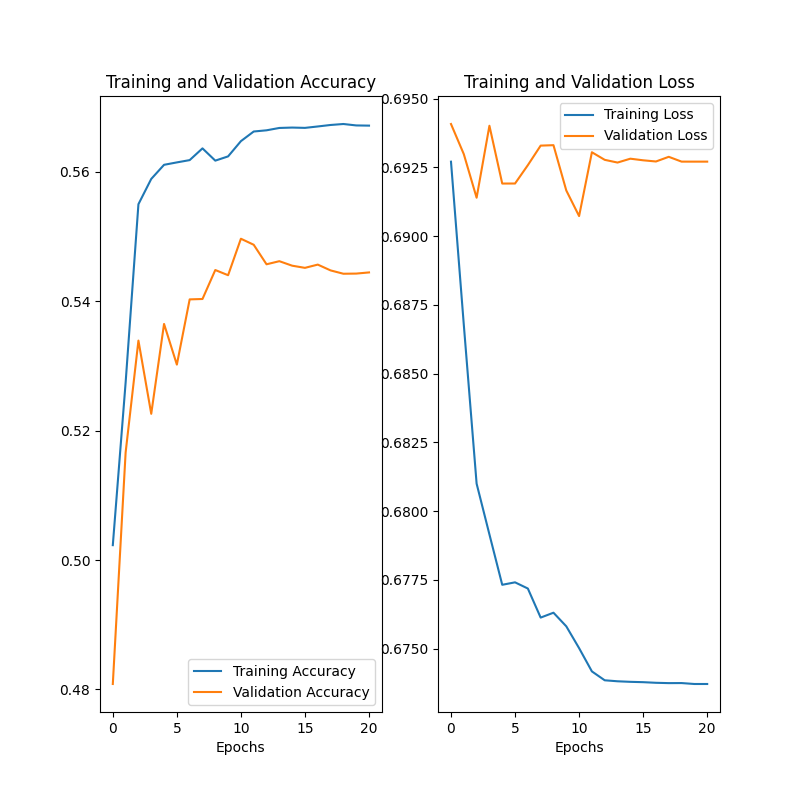 Training and Validation Accuracy
0.56
0.54
0.52
0.50
0.48
Training Accuracy
Validation Accuracy
0 5 10 15 20
Epochs
Training and Validation Loss
0.6950
0.6925
0.6900
0.6875
0.6850
0.6825
0.6800
0.6775
0.6750
Training Loss
Validation Loss
0 5 10 15 20
Epochs